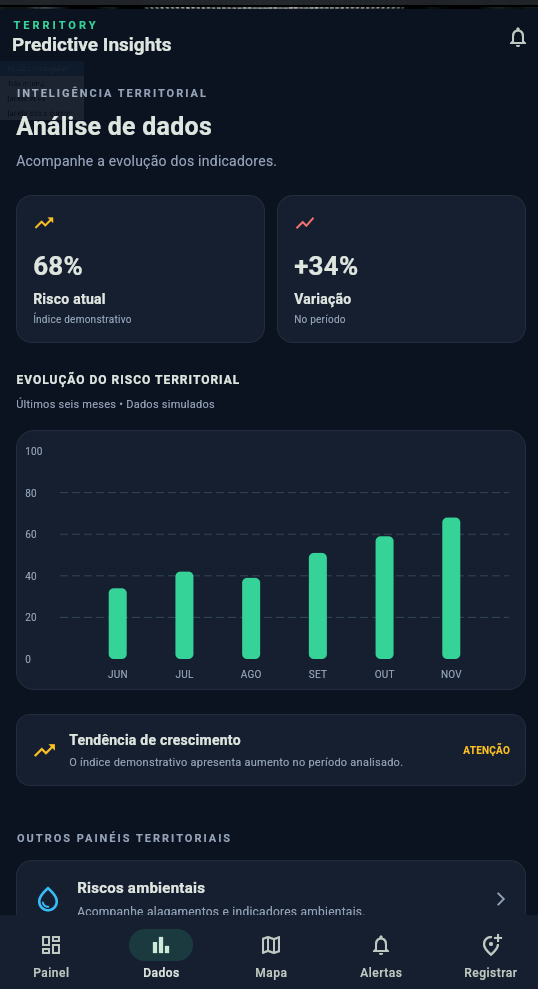 TERRITORY
Predictive Insights
INTELIGÊNCIA TERRITORIAL
Análise de dados
Acompanhe a evolução dos indicadores.
68%
Risco atual
Índice demonstrativo
+34%
Variação
No período
EVOLUÇÃO DO RISCO TERRITORIAL
Últimos seis meses • Dados simulados
100
80
60
40
20
0
JUN JUL AGO SET OUT NOV
Tendência de crescimento
O índice demonstrativo apresenta aumento no período analisado.
ATENÇÃO
OUTROS PAINÉIS TERRITORIAIS
Riscos ambientais
Acompanhe alagamentos e indicadores ambientais.
Painel Dados Mapa Alertas Registrar